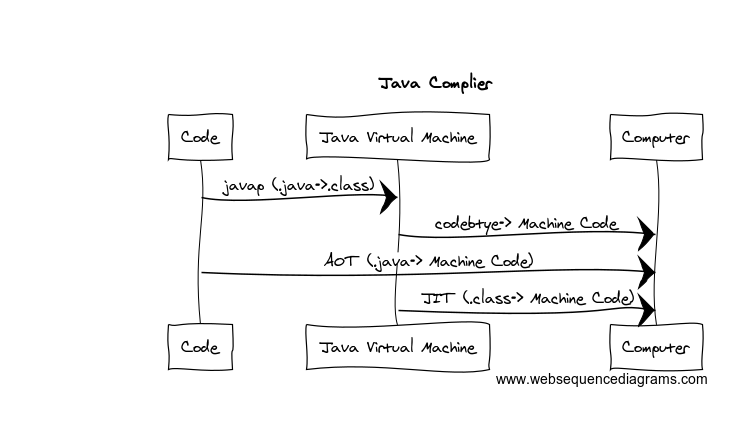 Java Complier
Code
Java Virtual Machine
Computer
javap (.java->.class)
codebtye-> Machine Code
AOT (.java-> Machine Code)
JIT (.class-> Machine Code)
Code
Java Virtual Machine
Computer
www.websequencediagrams.com